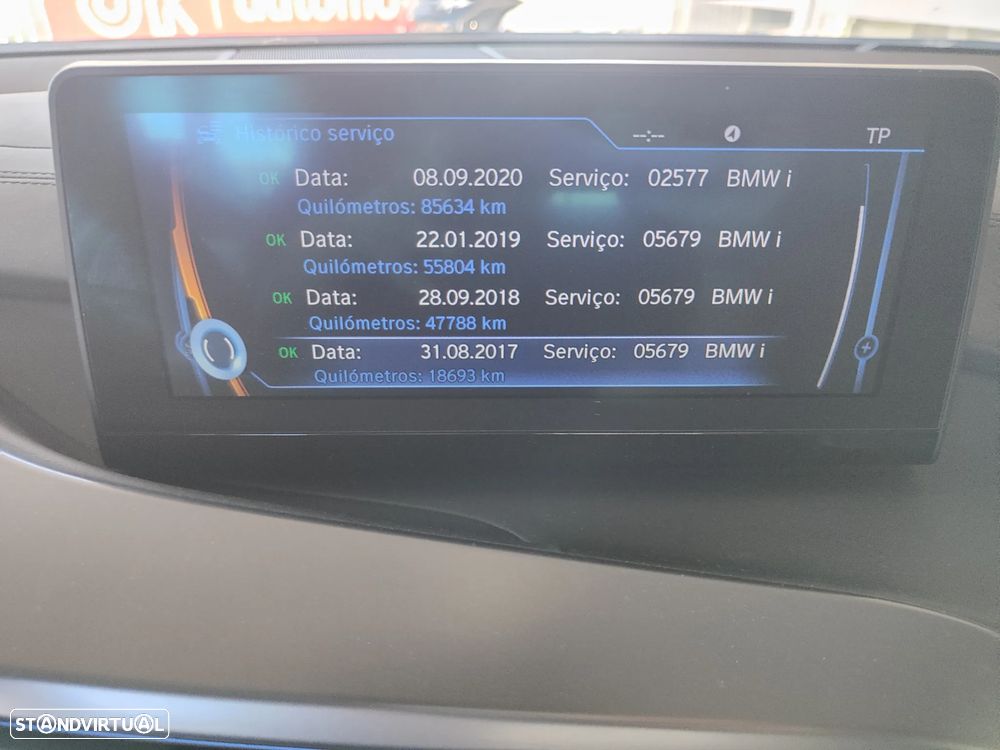 OK automo
Histórico serviço --:-- TP
OK Data: 08.09.2020 Serviço: 02577 BMW i
Quilómetros: 85634 km
OK Data: 22.01.2019 Serviço: 05679 BMW i
Quilómetros: 55804 km
OK Data: 28.09.2018 Serviço: 05679 BMW i
Quilómetros: 47788 km
OK Data: 31.08.2017 Serviço: 05679 BMW i
Quilómetros: 18693 km
STANDVIRTUAL